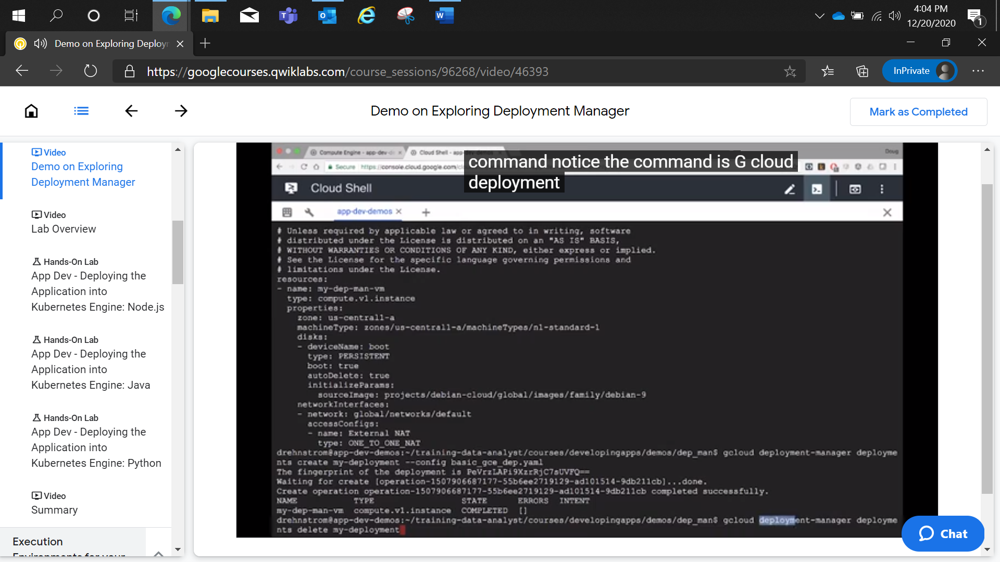 4:04 PM
12/20/2020
1
Demo on Exploring Deploy
https://googlecourses.qwiklabs.com/course_sessions/96268/video/46393
InPrivate
Demo on Exploring Deployment Manager
Mark as Completed
Video
Demo on Exploring
Deployment Manager
Video
Lab Overview
Hands-On Lab
App Dev - Deploying the
Application into
Kubernetes Engine: Node.js
Hands-On Lab
App Dev - Deploying the
Application into
Kubernetes Engine: Java
Hands-On Lab
App Dev - Deploying the
Application into
Kubernetes Engine: Python
Video
Summary
Execution
Environments for your
Compute Engine - app-dev-d
Cloud Shell - app-dev-demos
Doug
Secure https://console.cloud.google.com/cl
command notice the command is G cloud
deployment
Cloud Shell
app-dev-demos
# Unless required by applicable law or agreed to in writing, software
# distributed under the License is distributed on an "AS IS" BASIS,
# WITHOUT WARRANTIES OR CONDITIONS OF ANY KIND, either express or implied.
# See the License for the specific language governing permissions and
# limitations under the License.
resources:
- name: my-dep-man-vm
type: compute.v1.instance
properties:
zone: us-central1-a
machineType: zones/us-central1-a/machineTypes/n1-standard-1
disks:
- deviceName: boot
type: PERSISTENT
boot: true
autoDelete: true
initializeParams:
sourceImage: projects/debian-cloud/global/images/family/debian-9
networkInterfaces:
- network: global/networks/default
accessConfigs:
- name: External NAT
type: ONE_TO_ONE_NAT
drehnstrom@app-dev-demos:~/training-data-analyst/courses/developingapps/demos/dep_man$ gcloud deployment-manager deployme
nts create my-deployment --config basic_gce_dep.yaml
The fingerprint of the deployment is PeVrzLAPi9XzrRjC7sUVFQ==
Waiting for create [operation-1507906687177-55b6ee2719129-ad101514-9db211cb]...done.
Create operation operation-1507906687177-55b6ee2719129-ad101514-9db211cb completed successfully.
NAME TYPE STATE ERRORS INTENT
my-dep-man-vm compute.v1.instance COMPLETED []
drehnstrom@app-dev-demos:~/training-data-analyst/courses/developingapps/demos/dep_man$ gcloud deployment-manager deployme
nts delete my-deployment
Chat